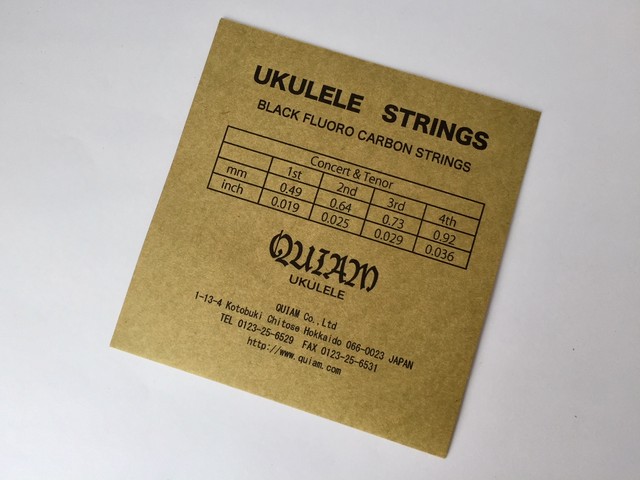 UKULELE STRINGS
BLACK FLUORO CARBON STRINGS
Concert & Tenor
mm 1st 2nd 3rd 4th
inch 0.49 0.64 0.73 0.92
0.019 0.025 0.029 0.036
QUIAM
UKULELE
QUIAM Co.,Ltd
1-13-4 Kotobuki Chitose Hokkaido 066-0023 JAPAN
TEL 0123-25-6529 FAX 0123-25-6531
http://www.quiam.com